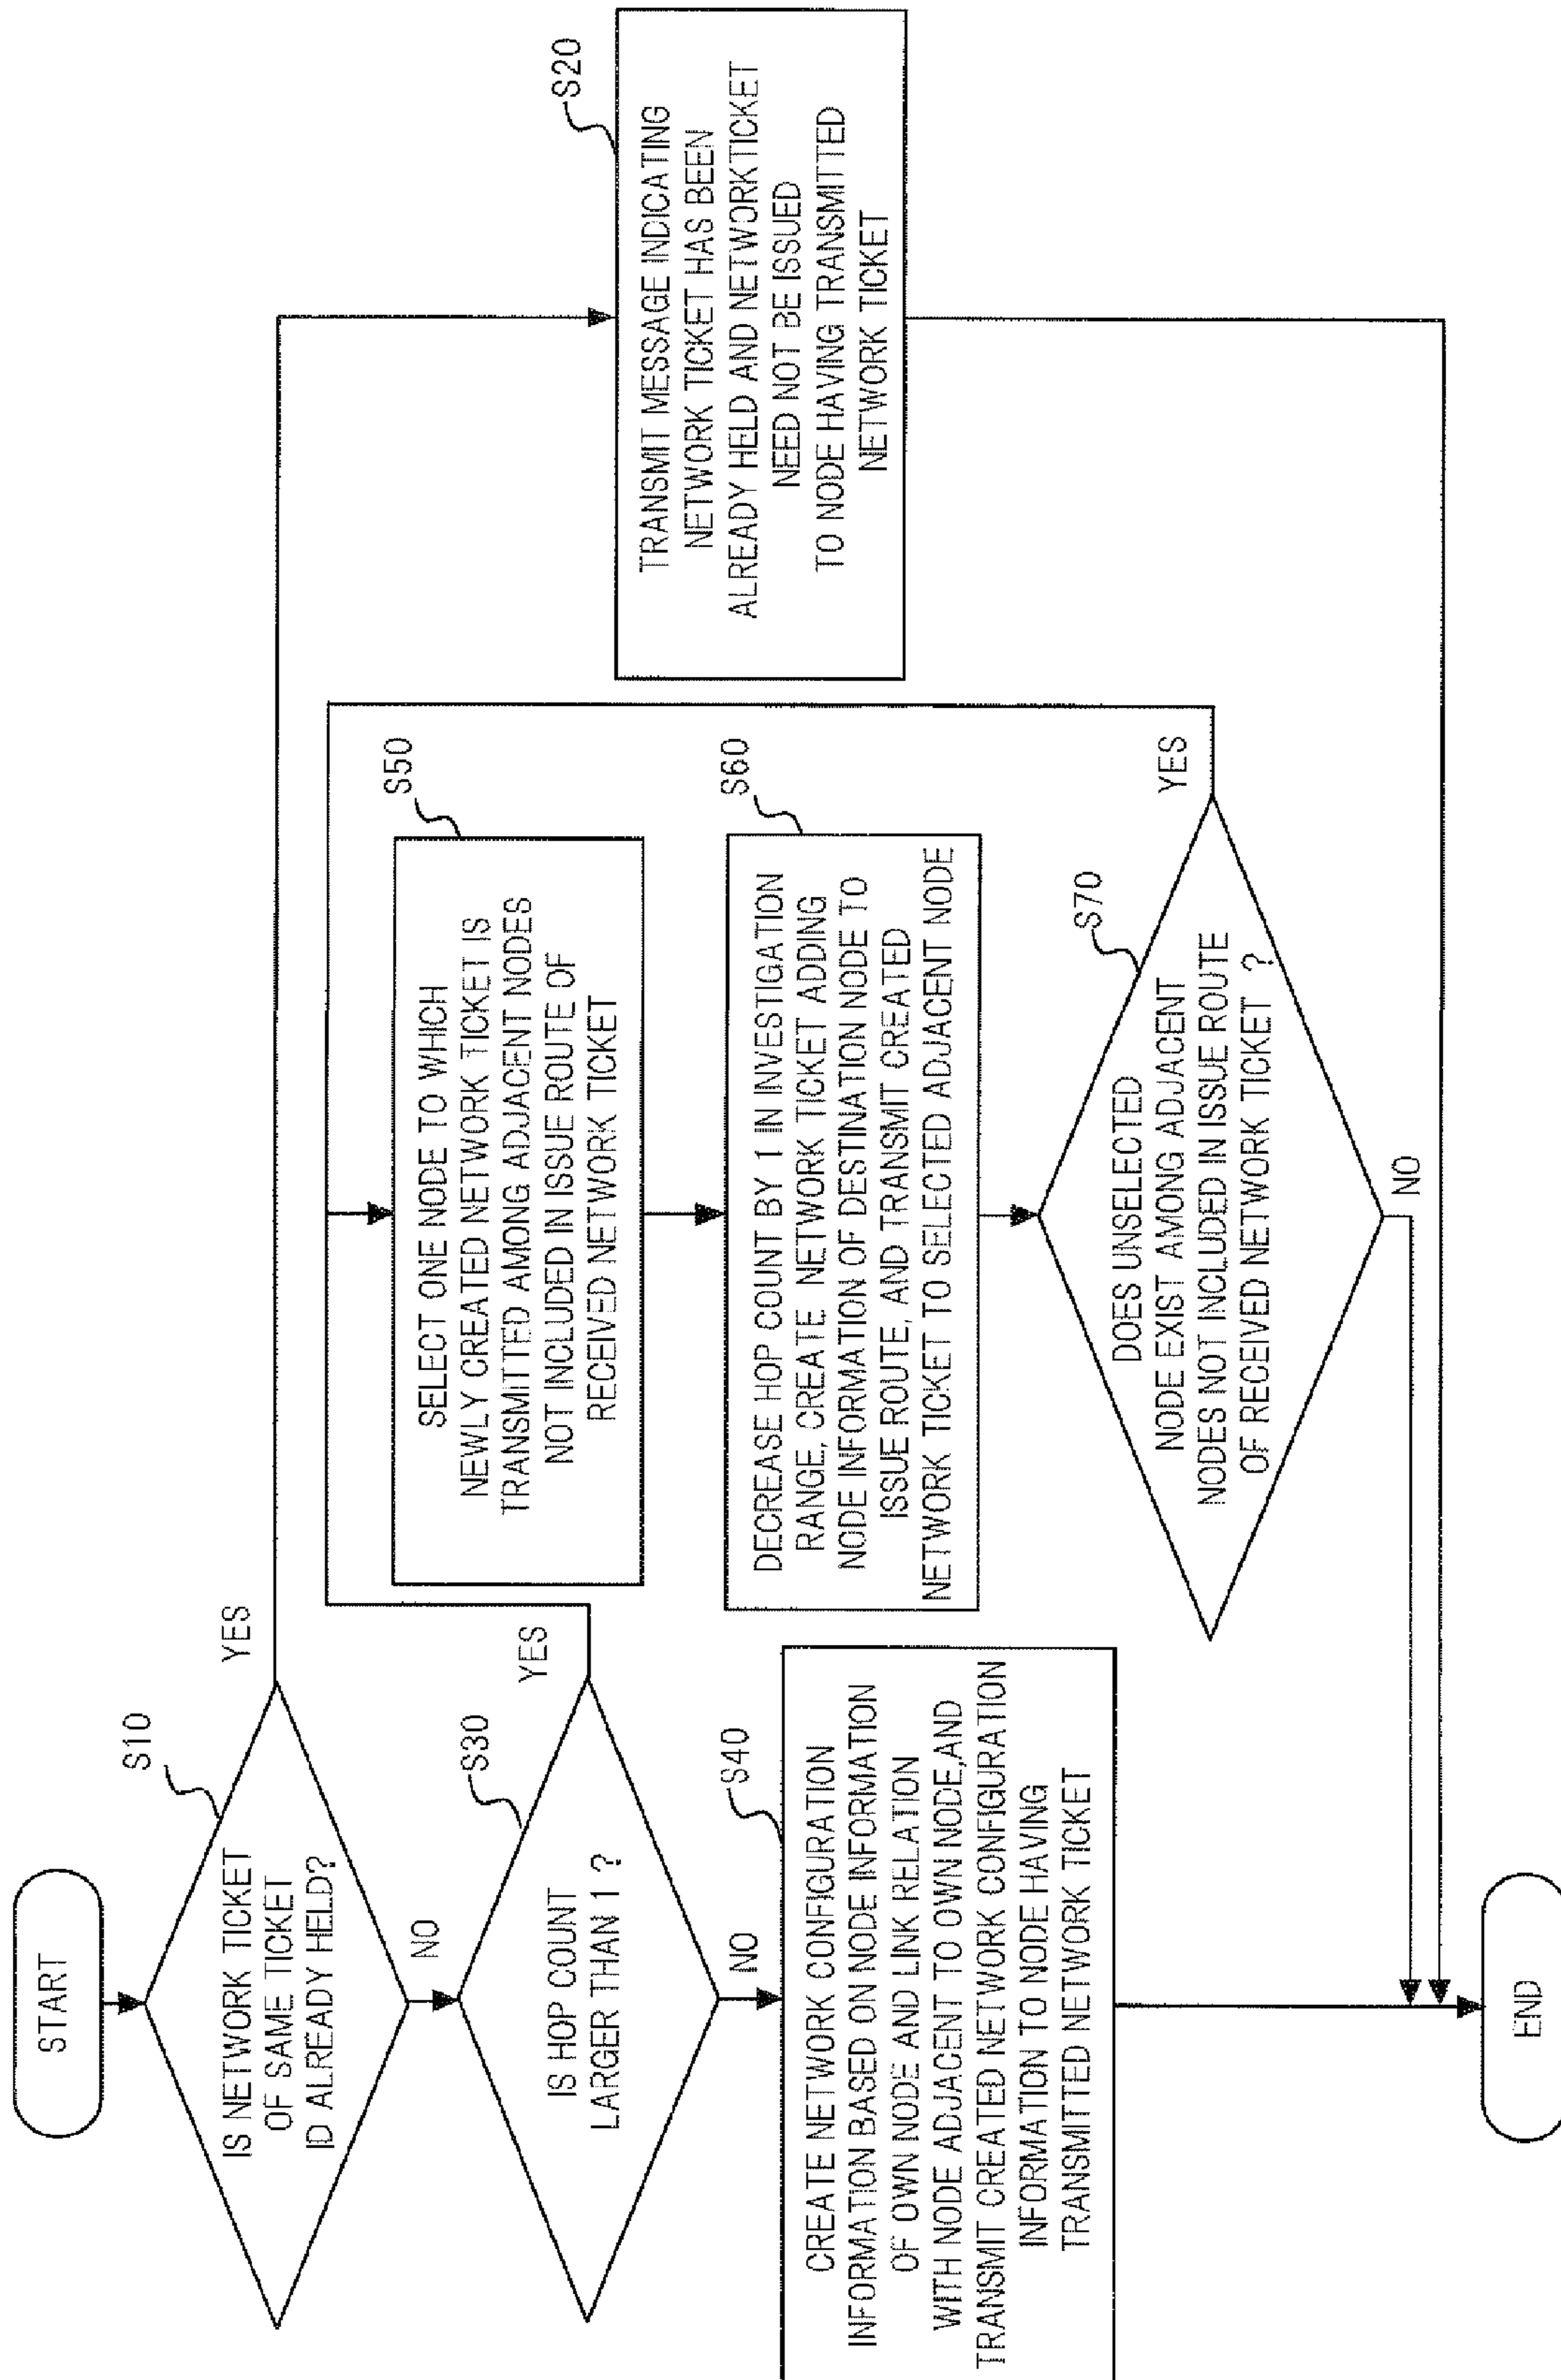 START
S10
IS NETWORK TICKET
OF SAME TICKET
ID ALREADY HELD?
YES
NO
S20
TRANSMIT MESSAGE INDICATING
NETWORK TICKET HAS BEEN
ALREADY HELD AND NETWORKTICKET
NEED NOT BE ISSUED
TO NODE HAVING TRANSMITTED
NETWORK TICKET
S30
IS HOP COUNT
LARGER THAN 1 ?
YES
NO
S40
CREATE NETWORK CONFIGURATION
INFORMATION BASED ON NODE INFORMATION
OF OWN NODE AND LINK RELATION
WITH NODE ADJACENT TO OWN NODE,AND
TRANSMIT CREATED NETWORK CONFIGURATION
INFORMATION TO NODE HAVING
TRANSMITTED NETWORK TICKET
S50
SELECT ONE NODE TO WHICH
NEWLY CREATED NETWORK TICKET IS
TRANSMITTED AMONG ADJACENT NODES
NOT INCLUDED IN ISSUE ROUTE OF
RECEIVED NETWORK TICKET
S60
DECREASE HOP COUNT BY 1 IN INVESTIGATION
RANGE, CREATE NETWORK TICKET ADDING
NODE INFORMATION OF DESTINATION NODE TO
ISSUE ROUTE, AND TRANSMIT CREATED
NETWORK TICKET TO SELECTED ADJACENT NODE
S70
DOES UNSELECTED
NODE EXIST AMONG ADJACENT
NODES NOT INCLUDED IN ISSUE ROUTE
OF RECEIVED NETWORK TICKET ?
YES
NO
END